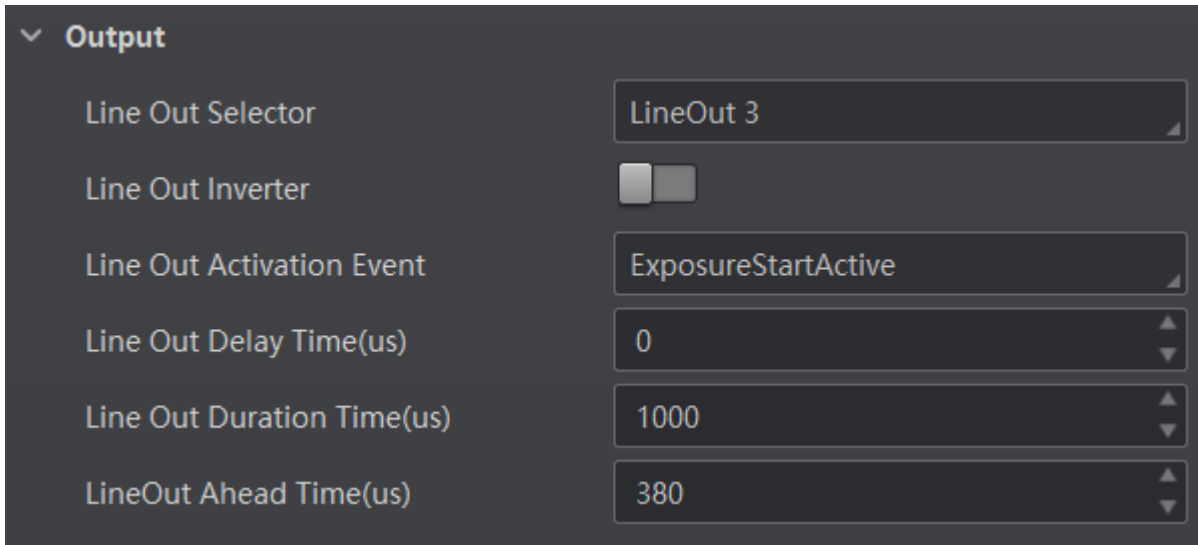 Output
Line Out Selector LineOut 3
Line Out Inverter
Line Out Activation Event ExposureStartActive
Line Out Delay Time(us) 0
Line Out Duration Time(us) 1000
LineOut Ahead Time(us) 380